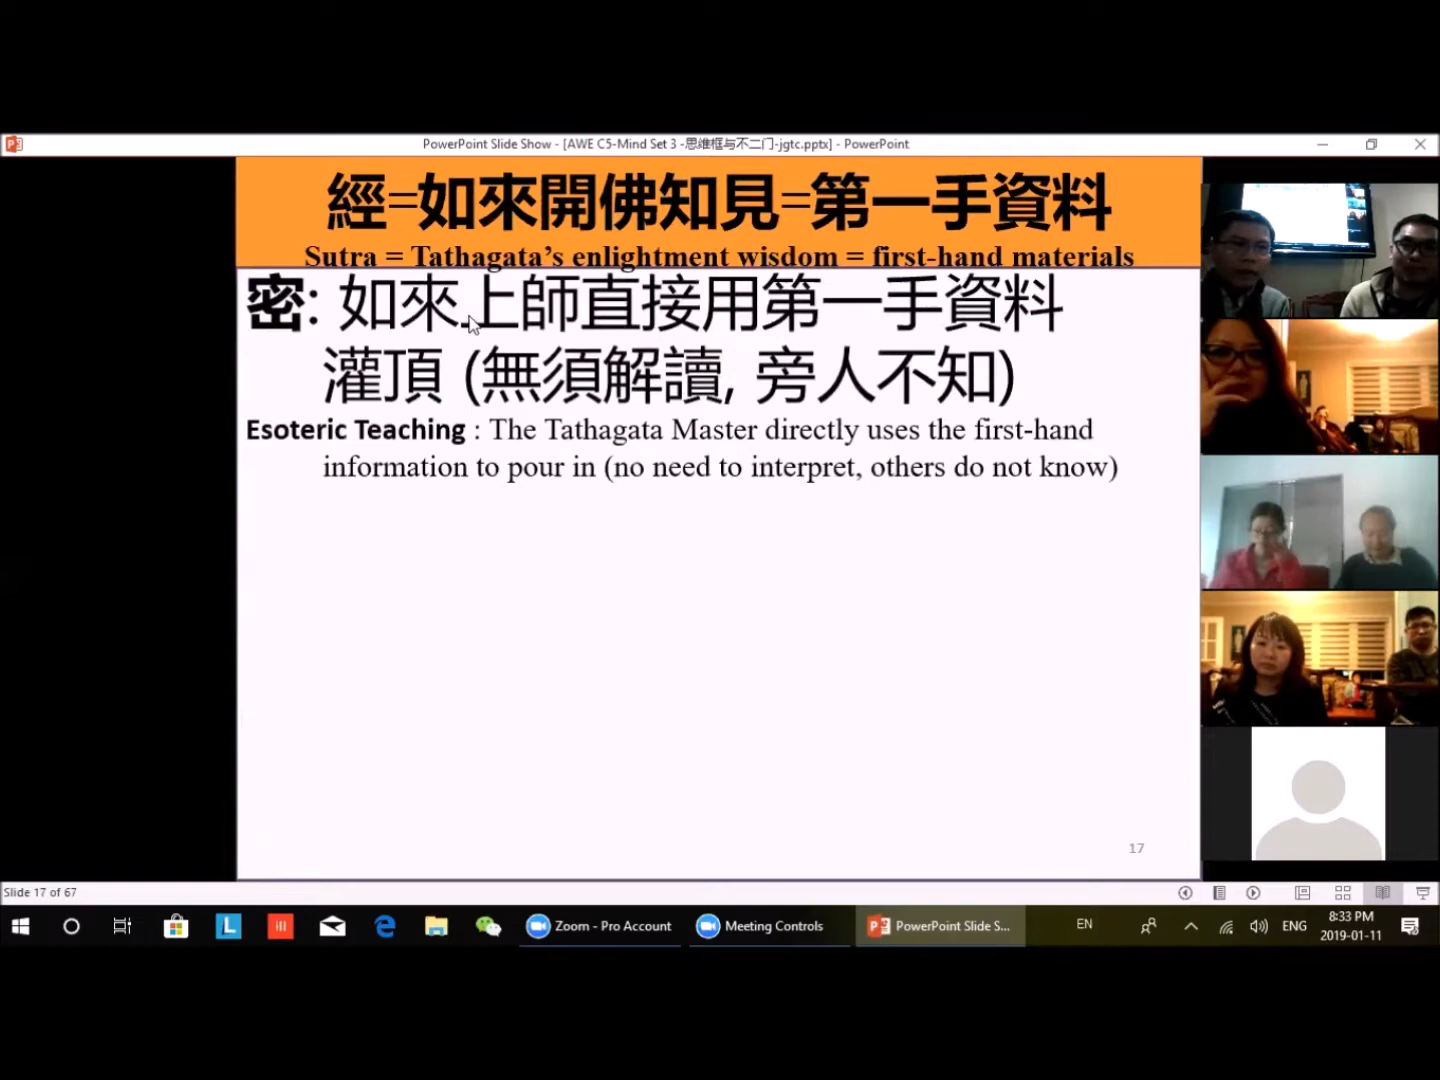 PowerPoint Slide Show - [AWE C5-Mind Set 3 -思維框与不二门-jgtc.pptx] - PowerPoint
經=如來開佛知見=第一手資料
Sutra = Tathagata's enlightment wisdom = first-hand materials
密: 如來上師直接用第一手資料
灌頂 (無須解讀, 旁人不知)
Esoteric Teaching : The Tathagata Master directly uses the first-hand
information to pour in (no need to interpret, others do not know)
17
Slide 17 of 67
Zoom - Pro Account
Meeting Controls
PowerPoint Slide S...
EN
ENG
8:33 PM
2019-01-11